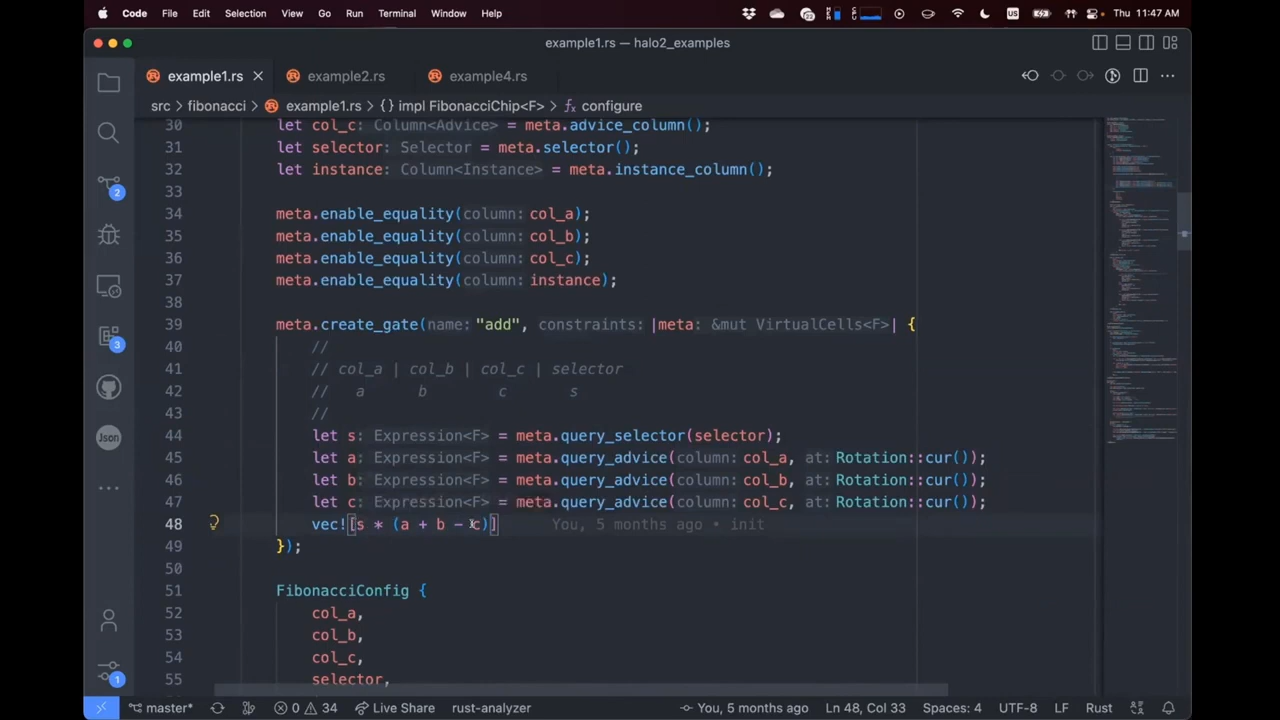 Code File Edit Selection View Go Run Terminal Window Help Thu 11:47 AM
example1.rs — halo2_examples
example1.rs example2.rs example4.rs
src > fibonacci > example1.rs > {} impl FibonacciChip<F> > configure
30 let col_c: Column<Advice> = meta.advice_column();
31 let selector: Selector = meta.selector();
32 let instance: Column<Instance> = meta.instance_column();
33
34 meta.enable_equality(column: col_a);
35 meta.enable_equality(column: col_b);
36 meta.enable_equality(column: col_c);
37 meta.enable_equality(column: instance);
38
39 meta.create_gate(name: "add", constraints: |meta: &mut VirtualCells<F>| {
40 //
41 // col_a | col_b | col_c | selector
42 // a b c s
43 //
44 let s: Expression<F> = meta.query_selector(selector);
45 let a: Expression<F> = meta.query_advice(column: col_a, at: Rotation::cur());
46 let b: Expression<F> = meta.query_advice(column: col_b, at: Rotation::cur());
47 let c: Expression<F> = meta.query_advice(column: col_c, at: Rotation::cur());
48 vec![s * (a + b - c)] You, 5 months ago • init
49 });
50
51 FibonacciConfig {
52 col_a,
53 col_b,
54 col_c,
55 selector,
2
3
Json
1
master* 0 34 Live Share rust-analyzer You, 5 months ago Ln 48, Col 33 Spaces: 4 UTF-8 LF Rust